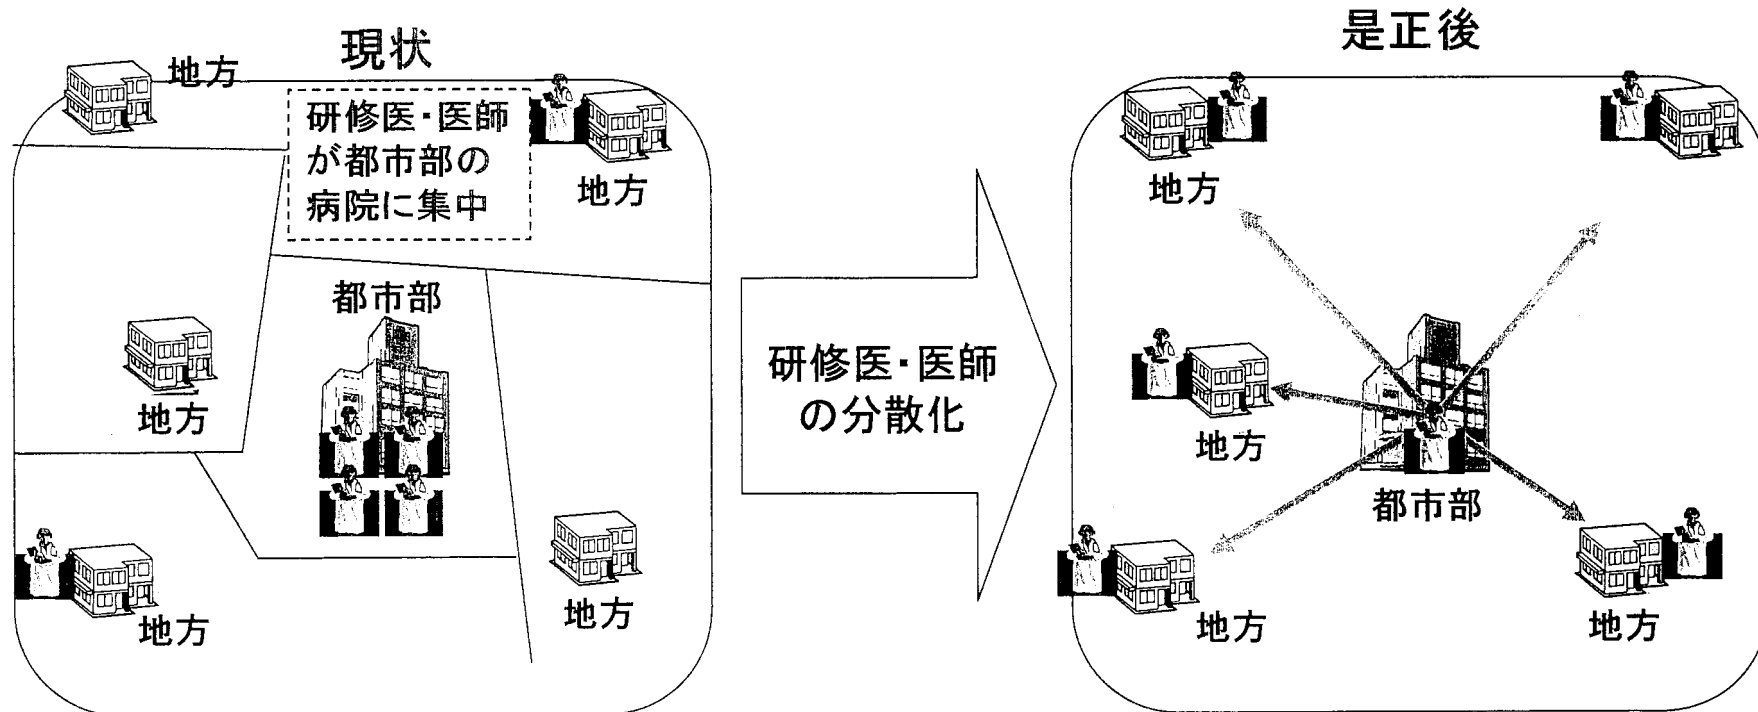 現状
地方
研修医・医師
が都市部の
病院に集中
地方
都市部
地方
地方
地方
研修医・医師
の分散化
是正後
地方
地方
都市部
地方
地方